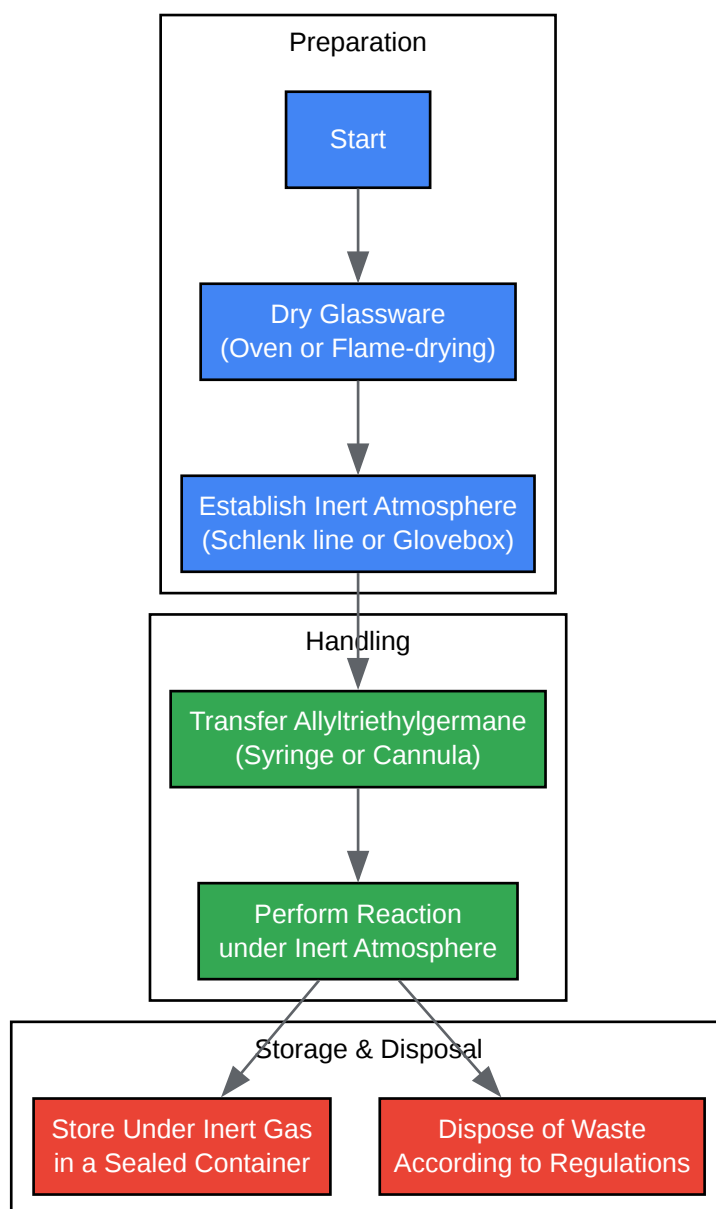 Preparation
Start
Dry Glassware
(Oven or Flame-drying)
Establish Inert Atmosphere
(Schlenk line or Glovebox)
Handling
Transfer Allyltriethylgermane
(Syringe or Cannula)
Perform Reaction
under Inert Atmosphere
Storage & Disposal
Store Under Inert Gas
in a Sealed Container
Dispose of Waste
According to Regulations